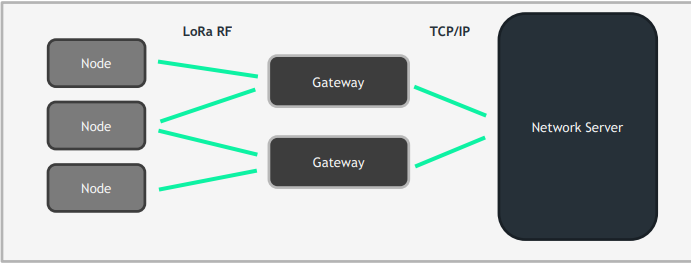 LoRa RF
TCP/IP
Node
Gateway
Node
Network Server
Gateway
Node